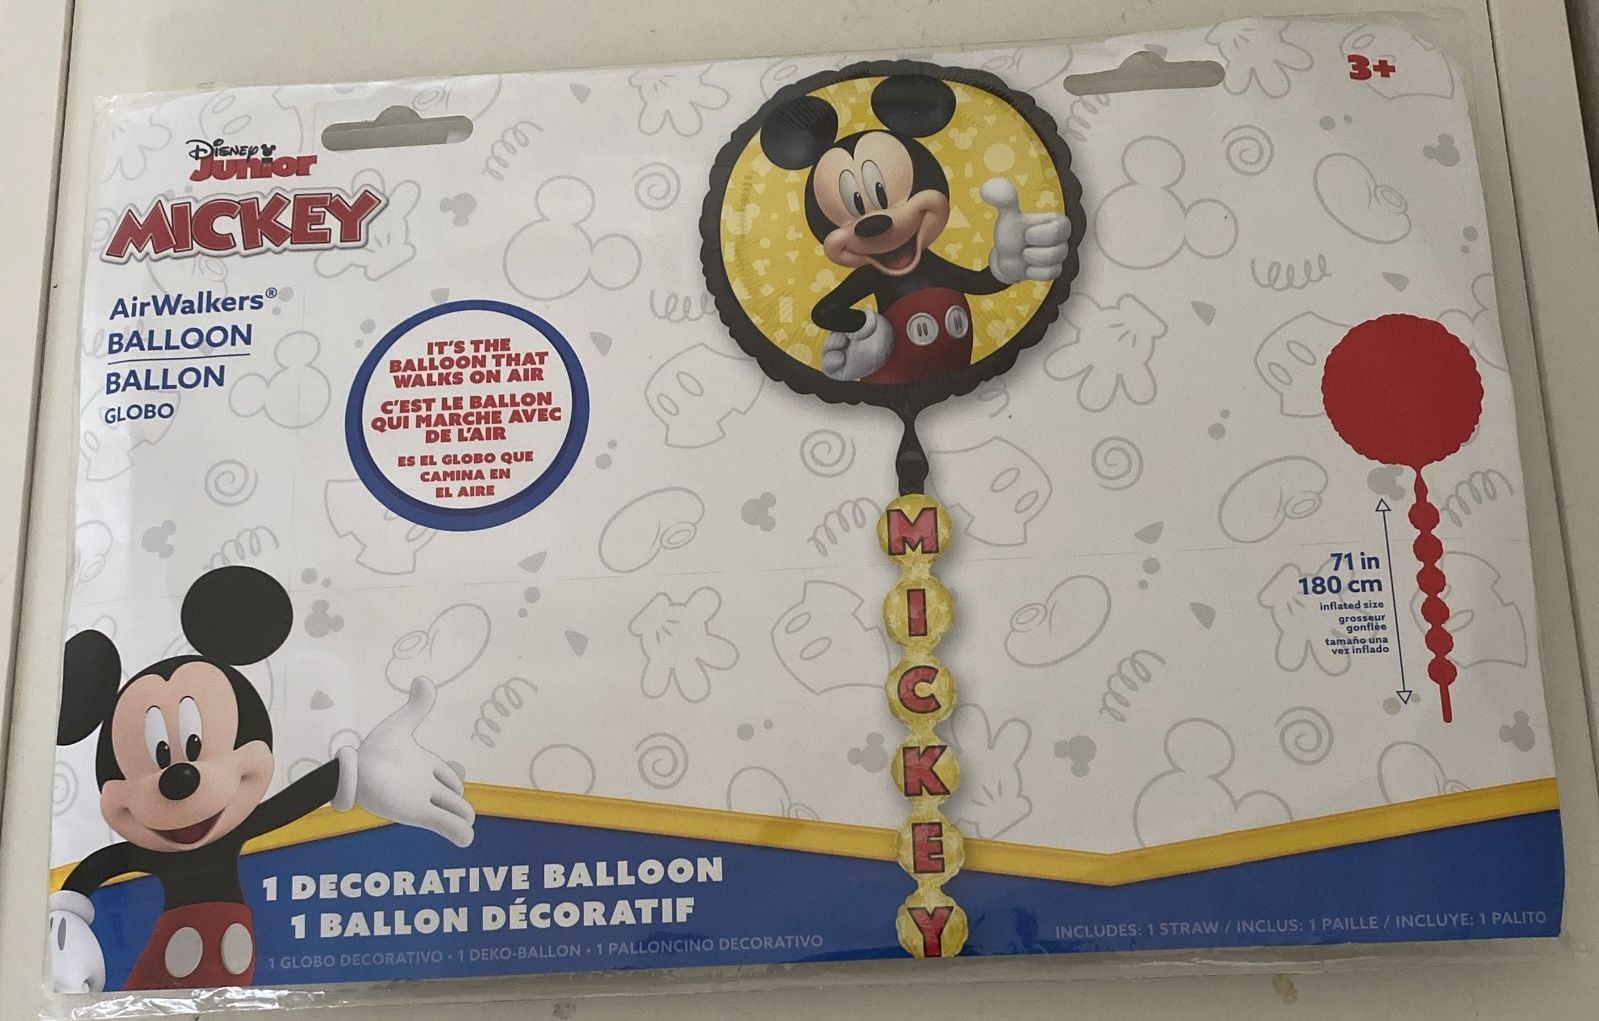 Disney
Junior
MICKEY
AirWalkers®
BALLOON
BALLON
GLOBO
IT'S THE
BALLOON THAT
WALKS ON AIR
C'EST LE BALLON
QUI MARCHE AVEC
DE L'AIR
ES EL GLOBO QUE
CAMINA EN
EL AIRE
3+
M
I
C
K
E
Y
71 in
180 cm
inflated size
grosseur
gonflée
tamaño una
vez inflado
1 DECORATIVE BALLOON
1 BALLON DÉCORATIF
1 GLOBO DECORATIVO • 1 DEKO-BALLON • 1 PALLONCINO DECORATIVO
INCLUDES: 1 STRAW / INCLUS: 1 PAILLE / INCLUYE: 1 PALITO